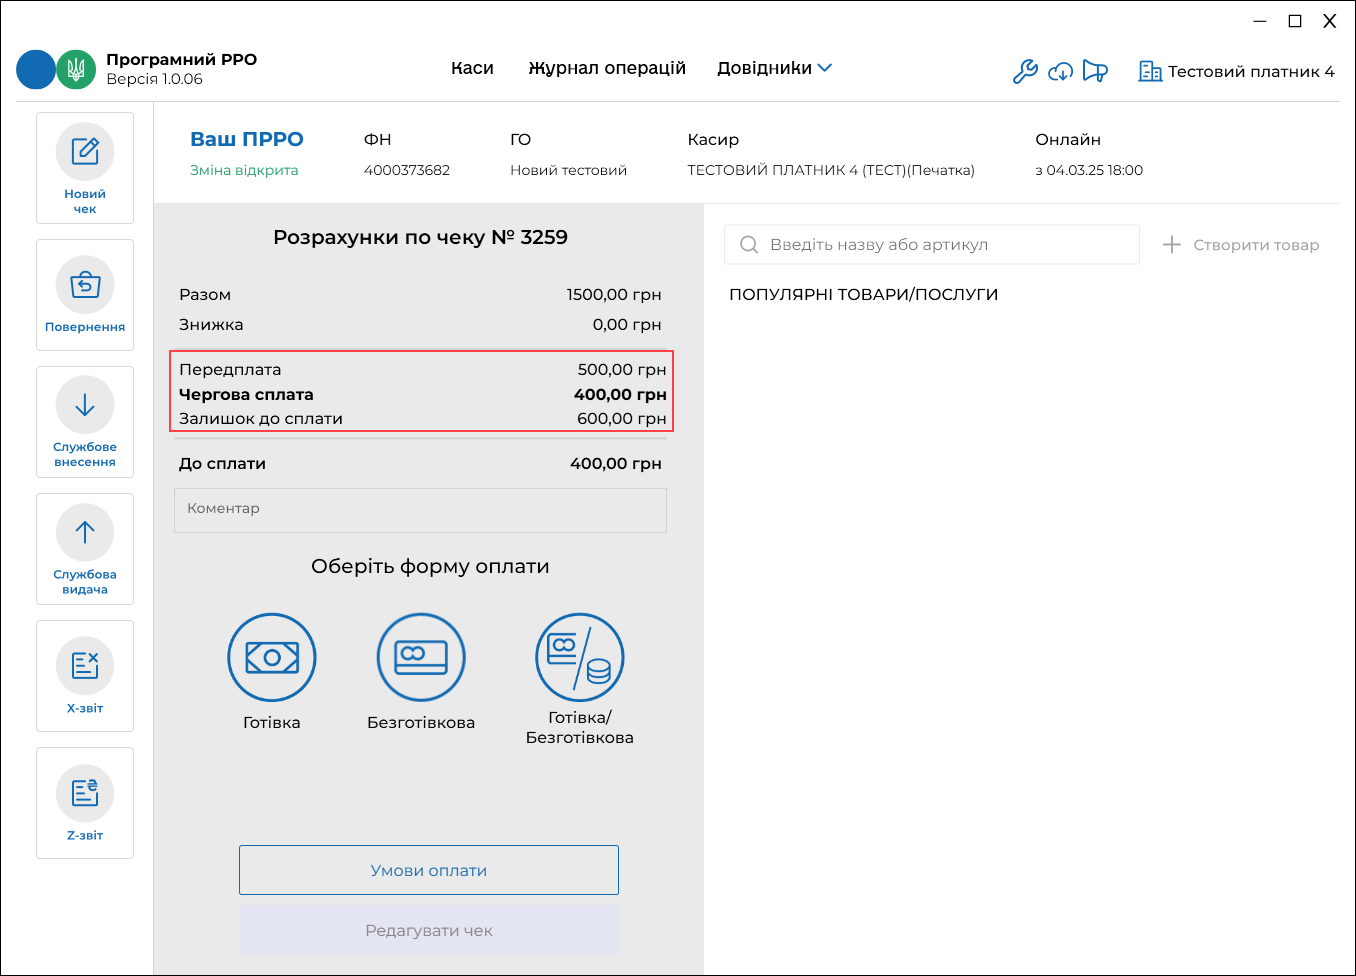 Програмний РРО
Версія 1.0.06
Каси
Журнал операцій
Довідники
Тестовий платник 4
Новий
чек
Повернення
Службове
внесення
Службова
видача
X-звіт
Z-звіт
Ваш ПРРО
Зміна відкрита
ФН
4000373682
ГО
Новий тестовий
Касир
ТЕСТОВИЙ ПЛАТНИК 4 (ТЕСТ)(Печатка)
Онлайн
з 04.03.25 18:00
Розрахунки по чеку № 3259
Разом 1500,00 грн
Знижка 0,00 грн
Передплата 500,00 грн
Чергова сплата 400,00 грн
Залишок до сплати 600,00 грн
До сплати 400,00 грн
Коментар
Оберіть форму оплати
Готівка
Безготівкова
Готівка/
Безготівкова
Умови оплати
Редагувати чек
Введіть назву або артикул
Створити товар
ПОПУЛЯРНІ ТОВАРИ/ПОСЛУГИ